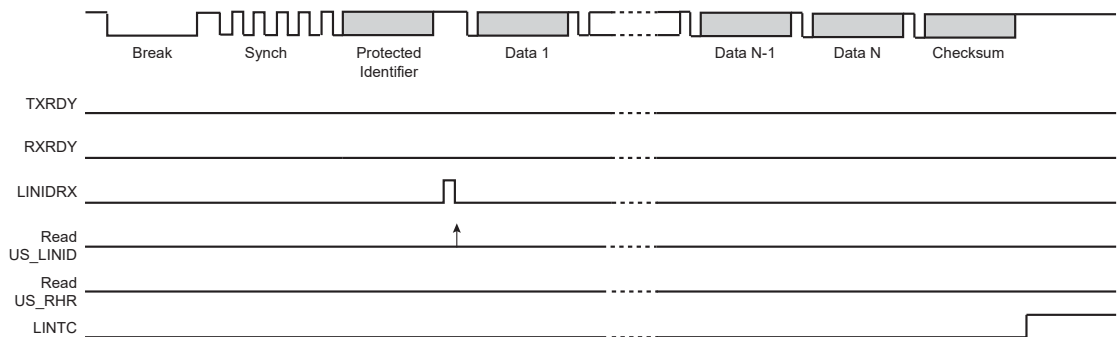 Break Synch Protected Data 1 Data N-1 Data N Checksum
Identifier
TXRDY
RXRDY
LINIDRX
Read
US_LINID
Read
US_RHR
LINTC